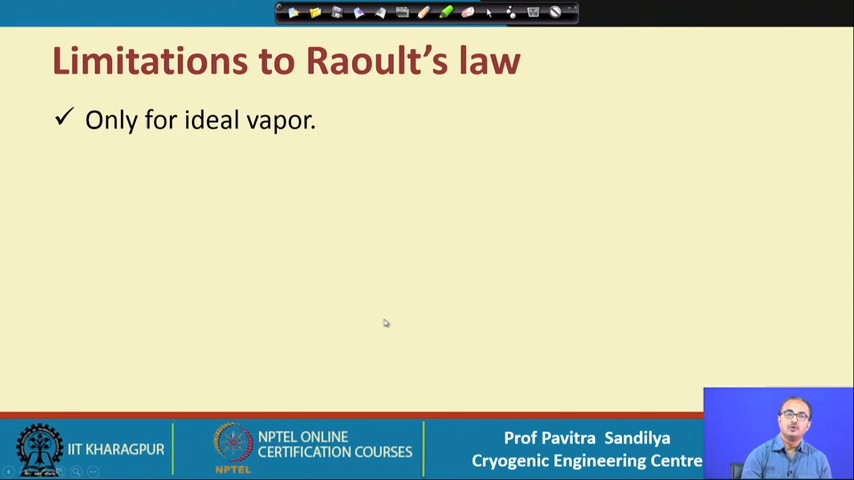 Limitations to Raoult's law
✓ Only for ideal vapor.
IIT KHARAGPUR
NPTEL
NPTEL ONLINE
CERTIFICATION COURSES
Prof Pavitra Sandilya
Cryogenic Engineering Centre